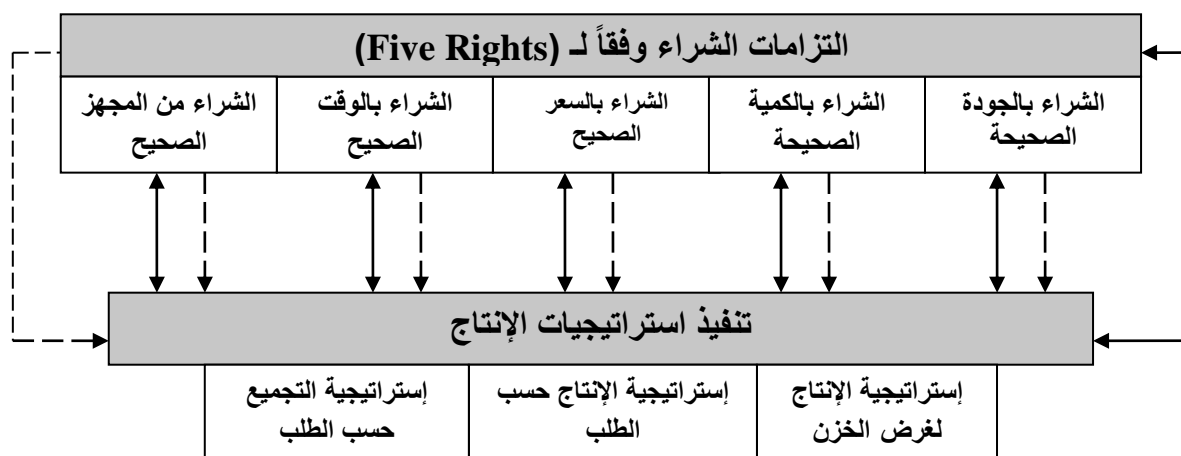 التزامات الشراء وفقاً لـ (Five Rights)
الشراء بالجودة
الصحيحة
الشراء بالكمية
الصحيحة
الشراء بالسعر
الصحيح
الشراء بالوقت
الصحيح
الشراء من المجهز
الصحيح
تنفيذ استراتيجيات الإنتاج
إستراتيجية الإنتاج
لغرض الخزن
إستراتيجية الإنتاج حسب
الطلب
إستراتيجية التجميع
حسب الطلب